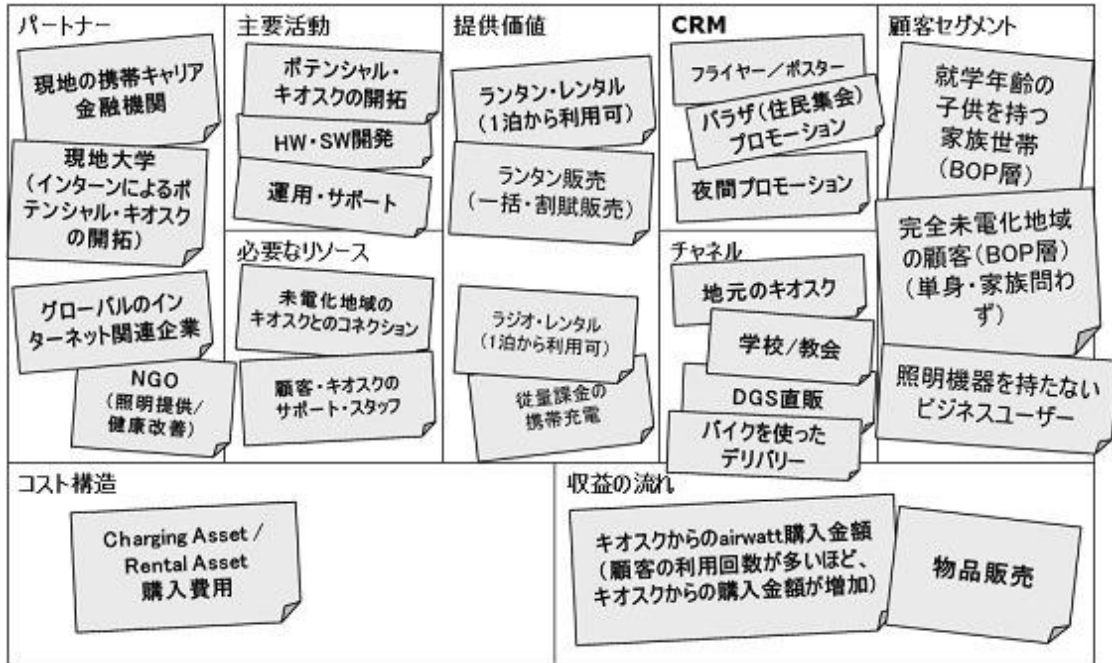 パートナー
現地の携帯キャリア
金融機関
現地大学
（インターンによるポ
テンシャル・キオスク
の開拓）
グローバルのイン
ターネット関連企業
NGO
（照明提供/
健康改善）
主要活動
ポテンシャル・
キオスクの開拓
HW・SW開発
運用・サポート
必要なリソース
未電化地域の
キオスクとのコネクション
顧客・キオスクの
サポート・スタッフ
提供価値
ランタン・レンタル
（1泊から利用可）
ランタン販売
（一括・割賦販売）
ラジオ・レンタル
（1泊から利用可）
従量課金の
携帯充電
CRM
フライヤー／ポスター
バラザ（住民集会）
プロモーション
夜間プロモーション
チャネル
地元のキオスク
学校/教会
DGS直販
バイクを使った
デリバリー
顧客セグメント
就学年齢の
子供を持つ
家族世帯
（BOP層）
完全未電化地域
の顧客（BOP層）
（単身・家族問わ
ず）
照明機器を持たない
ビジネスユーザー
コスト構造
Charging Asset /
Rental Asset
購入費用
収益の流れ
キオスクからのairwatt購入金額
（顧客の利用回数が多いほど、
キオスクからの購入金額が増加）
物品販売